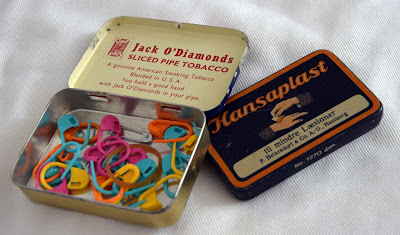 Jack O'Diamonds
SLICED PIPE TOBACCO
A genuine American Smoking Tobacco
Blended in U.S.A.
You hold a good hand
with Jack O'Diamonds in your pipe.
Hansaplast
til mindre Læsioner
P. Beiersdorf & Co. A.-G., Hamburg
No. 1270 Jan.